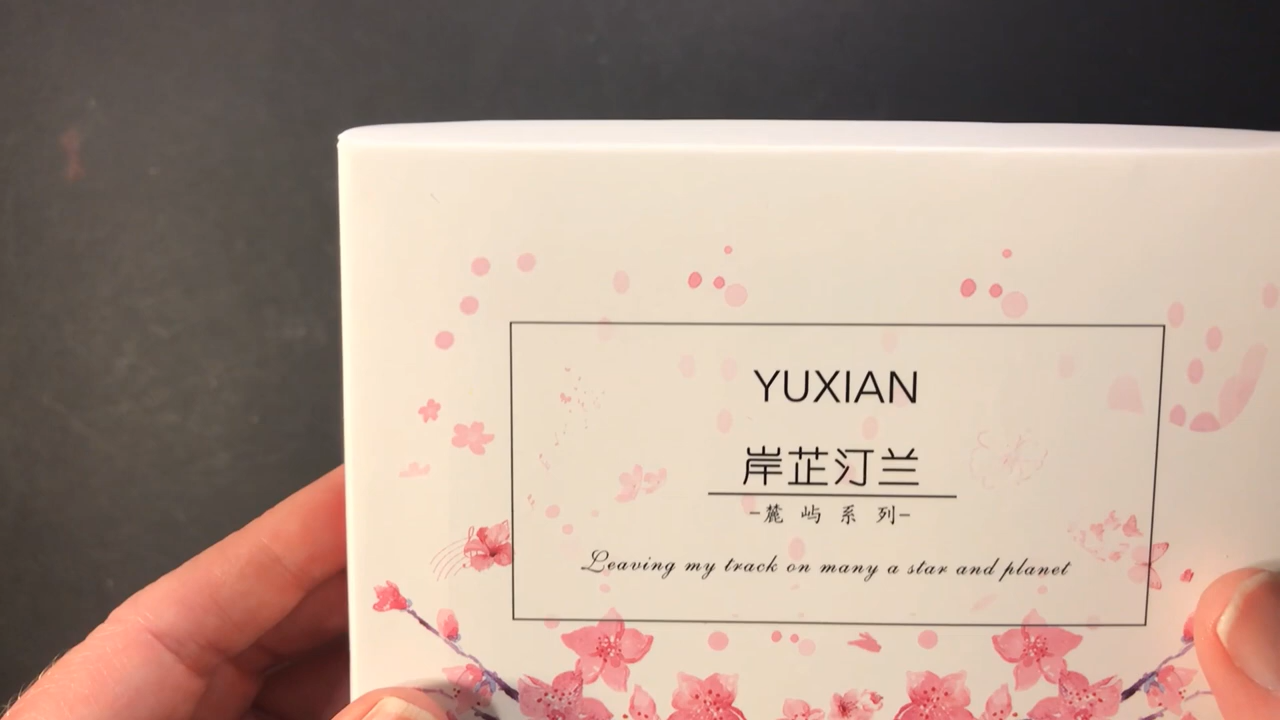 YUXIAN
岸芷汀兰
-麓 屿 系 列-
Leaving my track on many a star and planet